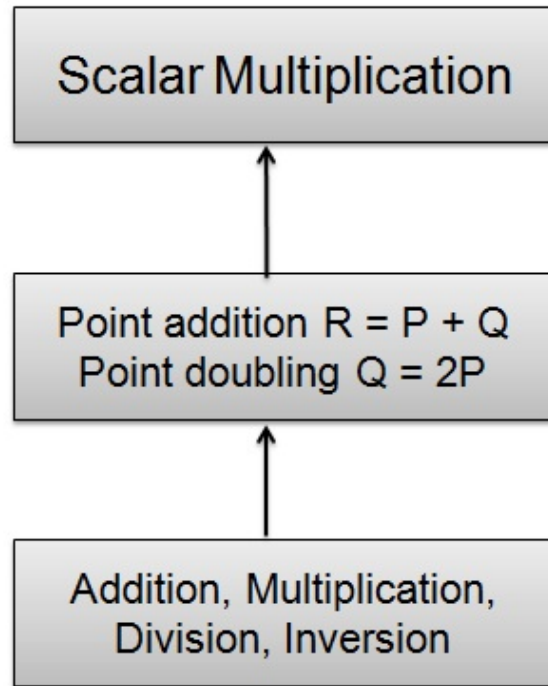 Scalar Multiplication
Point addition R = P + Q
Point doubling Q = 2P
Addition, Multiplication,
Division, Inversion